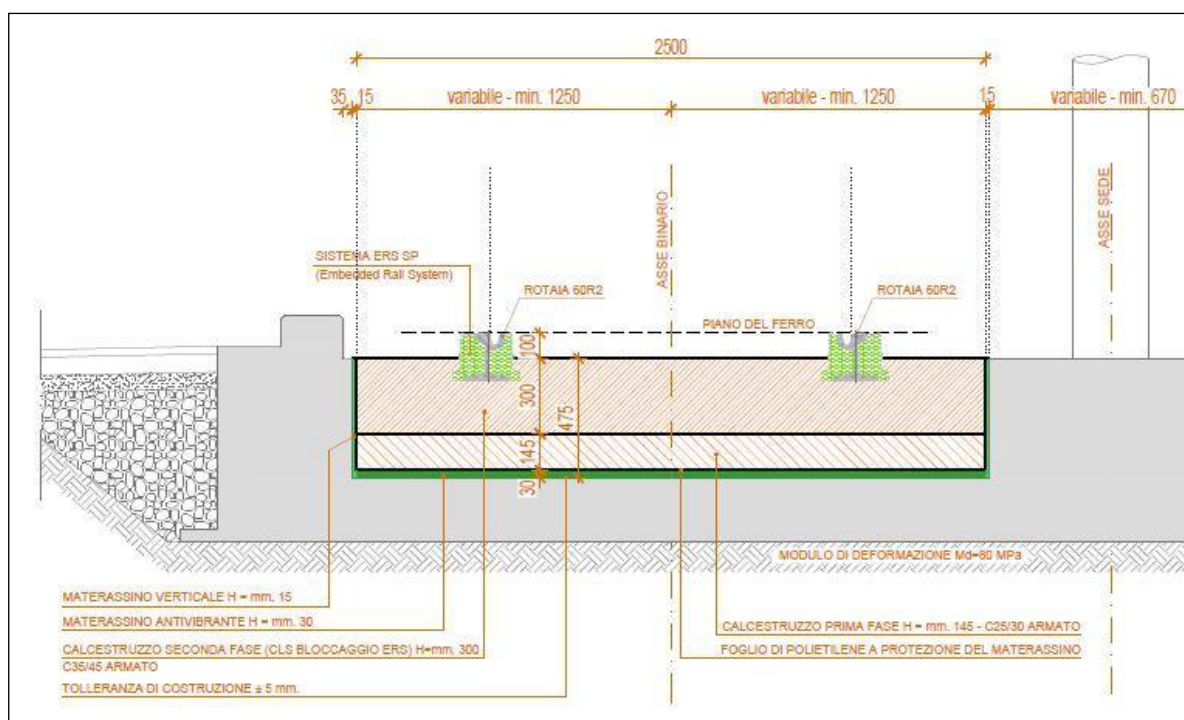 2500
35 15 variabile - min. 1250 variabile - min. 1250 15 variabile - min. 670
ASSE BINARIO
ASSE SEDE
SISTEMA ERS SP
(Embedded Rail System)
ROTAIA 60R2
ROTAIA 60R2
PIANO DEL FERRO
100
300
475
145
30
MODULO DI DEFORMAZIONE Md=80 MPa
MATERASSINO VERTICALE H = mm. 15
MATERASSINO ANTIVIBRANTE H = mm. 30
CALCESTRUZZO SECONDA FASE (CLS BLOCCAGGIO ERS) H=mm. 300
C35/45 ARMATO
TOLLERANZA DI COSTRUZIONE ± 5 mm.
CALCESTRUZZO PRIMA FASE H = mm. 145 - C25/30 ARMATO
FOGLIO DI POLIETILENE A PROTEZIONE DEL MATERASSINO